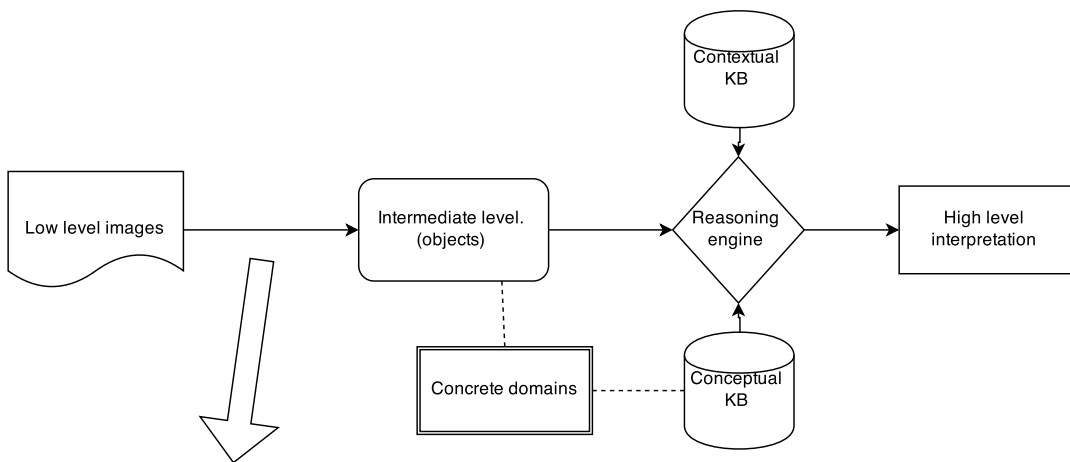 Contextual
KB
Low level images
Intermediate level.
(objects)
Reasoning
engine
High level
interpretation
Concrete domains
Conceptual
KB